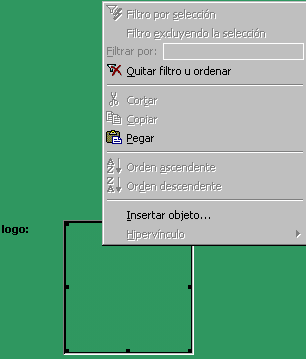 Filtro por selección
Filtro excluyendo la selección
Filtrar por:
Quitar filtro u ordenar
Cortar
Copiar
Pegar
Orden ascendente
Orden descendente
Insertar objeto...
Hipervínculo
logo: